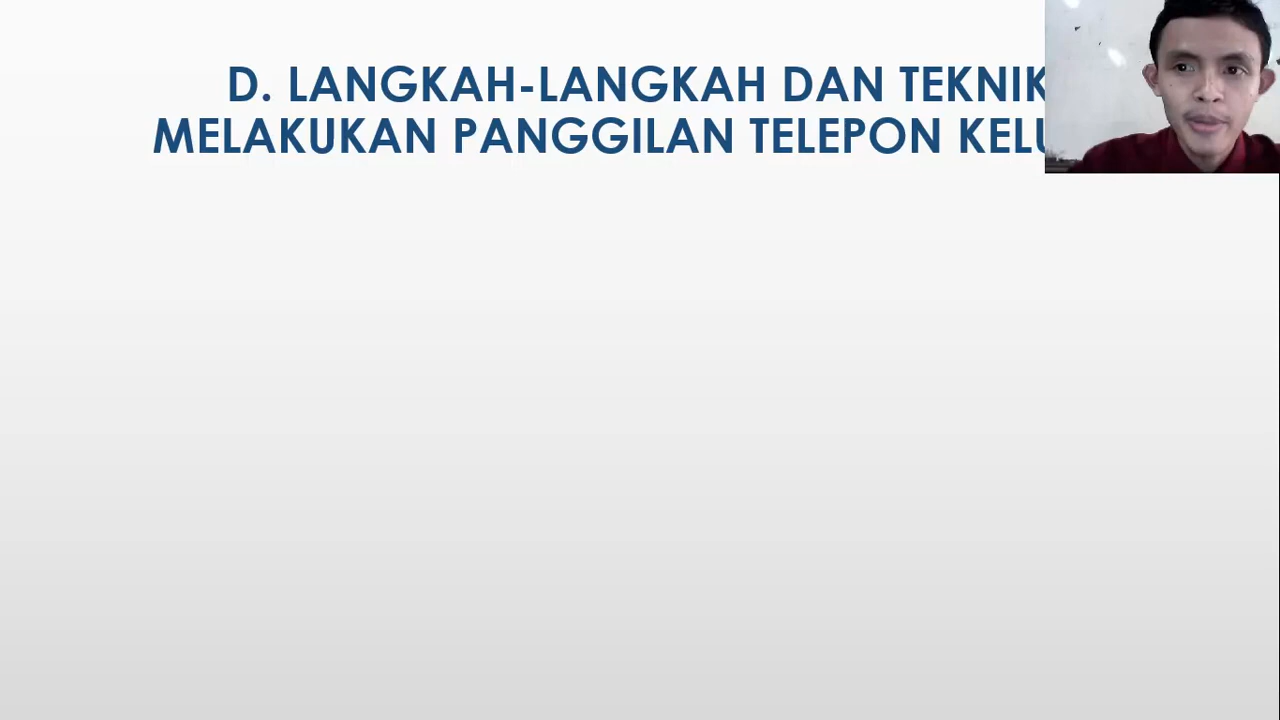 D. LANGKAH-LANGKAH DAN TEKNIK
MELAKUKAN PANGGILAN TELEPON